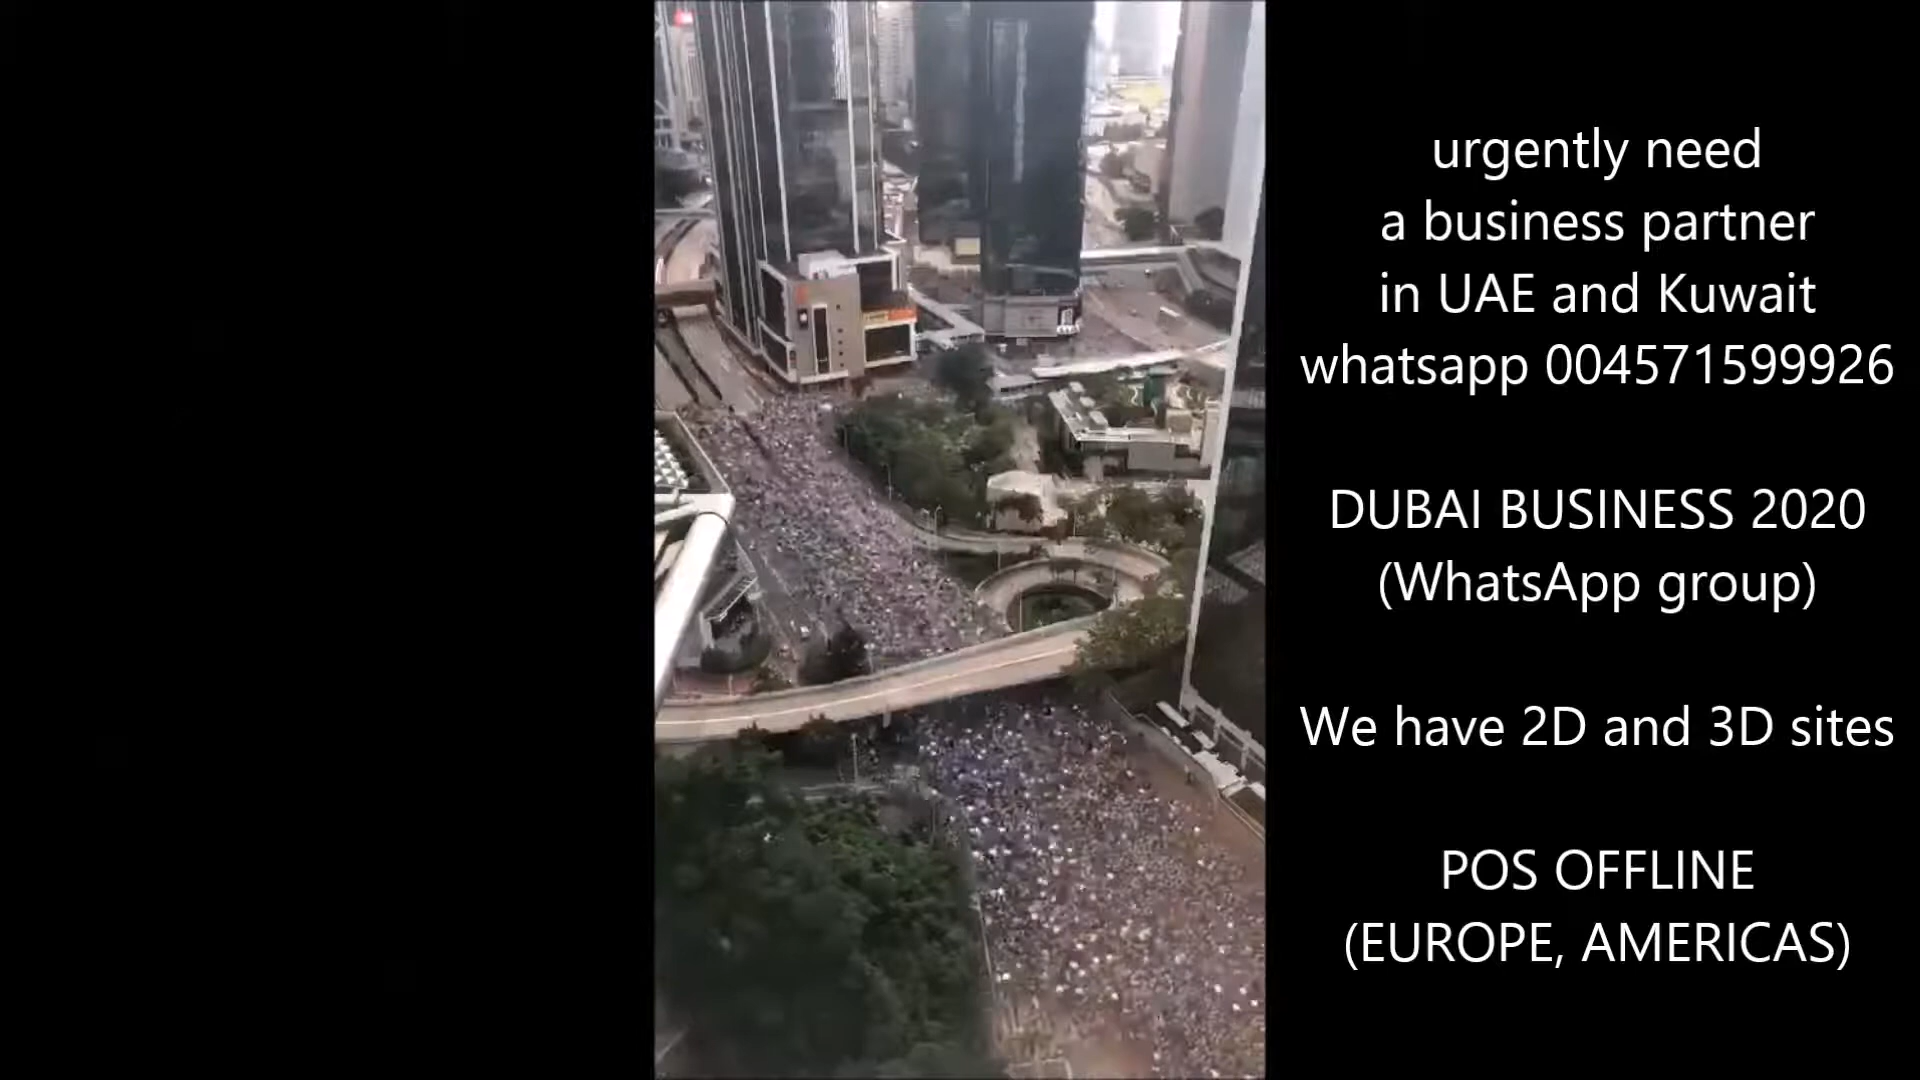 urgently need
a business partner
in UAE and Kuwait
whatsapp 004571599926
DUBAI BUSINESS 2020
(WhatsApp group)
We have 2D and 3D sites
POS OFFLINE
(EUROPE, AMERICAS)